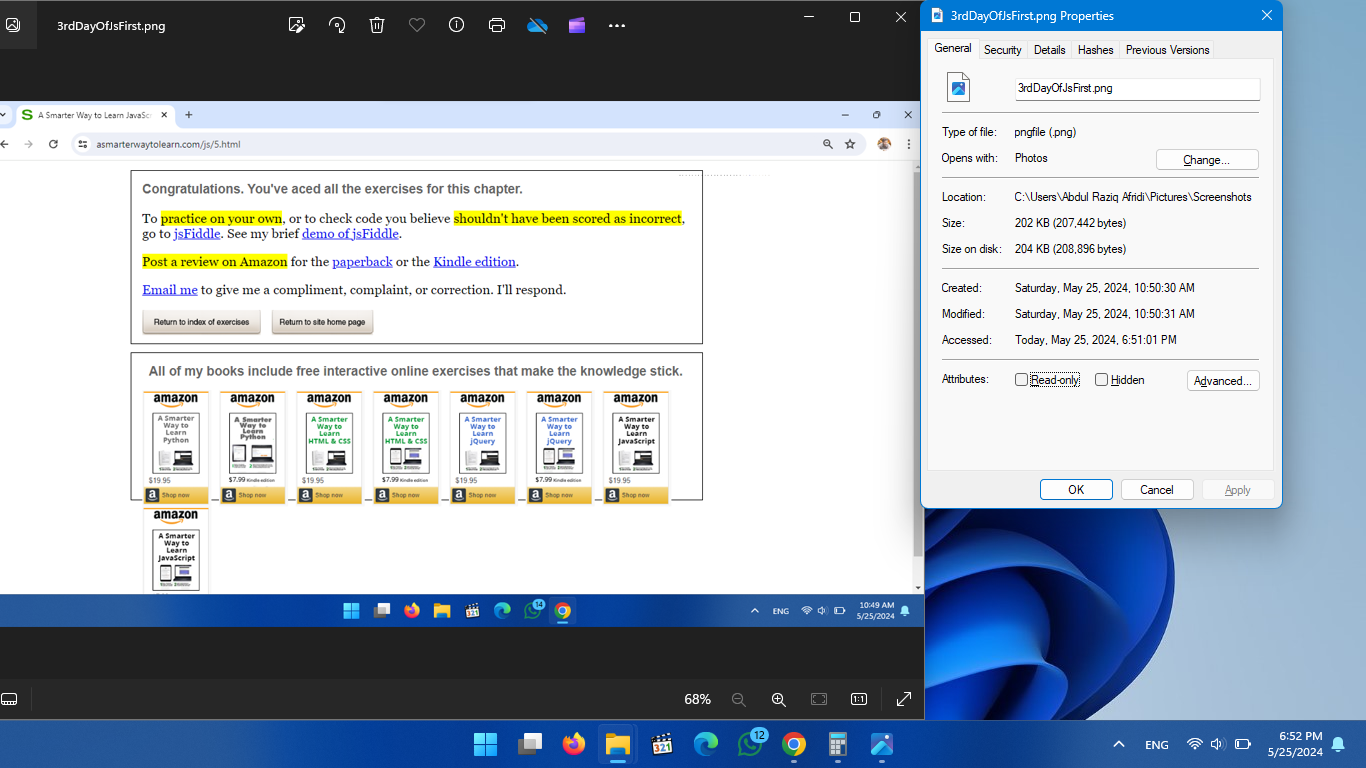 3rdDayOfJsFirst.png
A Smarter Way to Learn JavaSc
asmarterwaytolearn.com/js/5.html
Congratulations. You've aced all the exercises for this chapter.
To practice on your own, or to check code you believe shouldn't have been scored as incorrect,
go to jsFiddle. See my brief demo of jsFiddle.
Post a review on Amazon for the paperback or the Kindle edition.
Email me to give me a compliment, complaint, or correction. I'll respond.
Return to index of exercises Return to site home page
All of my books include free interactive online exercises that make the knowledge stick.
amazon amazon amazon amazon amazon amazon amazon
A Smarter A Smarter A Smarter A Smarter A Smarter A Smarter A Smarter
Way to Way to Way to Way to Way to Way to Way to
Learn Learn Learn Learn Learn Learn Learn
Python Python HTML & CSS HTML & CSS jQuery jQuery JavaScript
$19.95 $7.99 Kindle edition $19.95 $7.99 Kindle edition $19.95 $7.99 Kindle edition $19.95
a Shop now a Shop now a Shop now a Shop now a Shop now a Shop now a Shop now
amazon
A Smarter
Way to
Learn
JavaScript
14
ENG
10:49 AM
5/25/2024
68%
1:1
3rdDayOfJsFirst.png Properties
General Security Details Hashes Previous Versions
3rdDayOfJsFirst.png
Type of file: pngfile (.png)
Opens with: Photos Change...
Location: C:\Users\Abdul Raziq Afridi\Pictures\Screenshots
Size: 202 KB (207,442 bytes)
Size on disk: 204 KB (208,896 bytes)
Created: Saturday, May 25, 2024, 10:50:30 AM
Modified: Saturday, May 25, 2024, 10:50:31 AM
Accessed: Today, May 25, 2024, 6:51:01 PM
Attributes: Read-only Hidden Advanced...
OK Cancel Apply
321
12
ENG
6:52 PM
5/25/2024